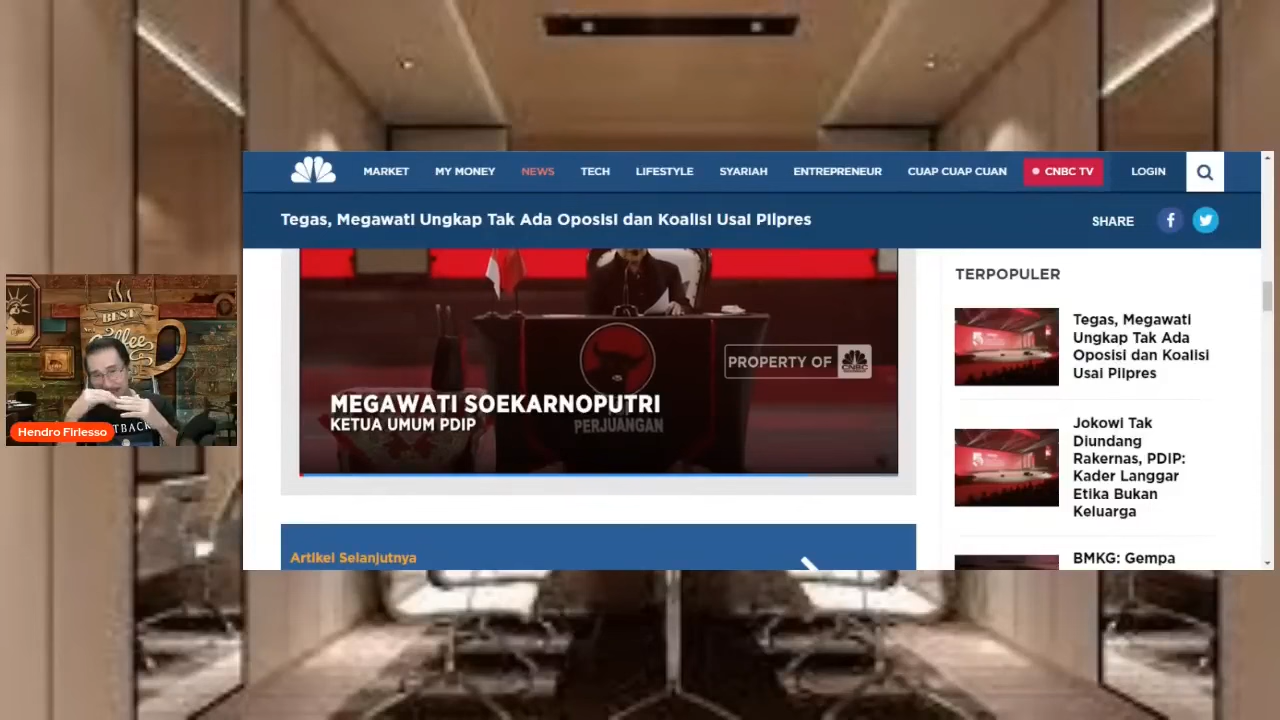 MARKET MY MONEY NEWS TECH LIFESTYLE SYARIAH ENTREPRENEUR CUAP CUAP CUAN CNBC TV LOGIN
Tegas, Megawati Ungkap Tak Ada Oposisi dan Koalisi Usai Pilpres
SHARE
PROPERTY OF CNBC
MEGAWATI SOEKARNOPUTRI
KETUA UMUM PDIP
PERJUANGAN
Artikel Selanjutnya
TERPOPULER
Tegas, Megawati
Ungkap Tak Ada
Oposisi dan Koalisi
Usai Pilpres
Jokowi Tak
Diundang
Rakernas, PDIP:
Kader Langgar
Etika Bukan
Keluarga
BMKG: Gempa
BEST
Coffee
TBACK
Hendro Firlesso